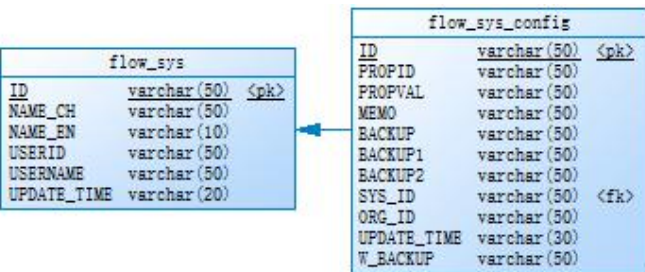 flow_sys
ID varchar(50) <pk>
NAME_CH varchar(50)
NAME_EN varchar(10)
USERID varchar(50)
USERNAME varchar(50)
UPDATE_TIME varchar(20)
flow_sys_config
ID varchar(50) <pk>
PROPID varchar(50)
PROPVAL varchar(50)
MEMO varchar(50)
BACKUP varchar(50)
BACKUP1 varchar(50)
BACKUP2 varchar(50)
SYS_ID varchar(50) <fk>
ORG_ID varchar(50)
UPDATE_TIME varchar(30)
W_BACKUP varchar(50)